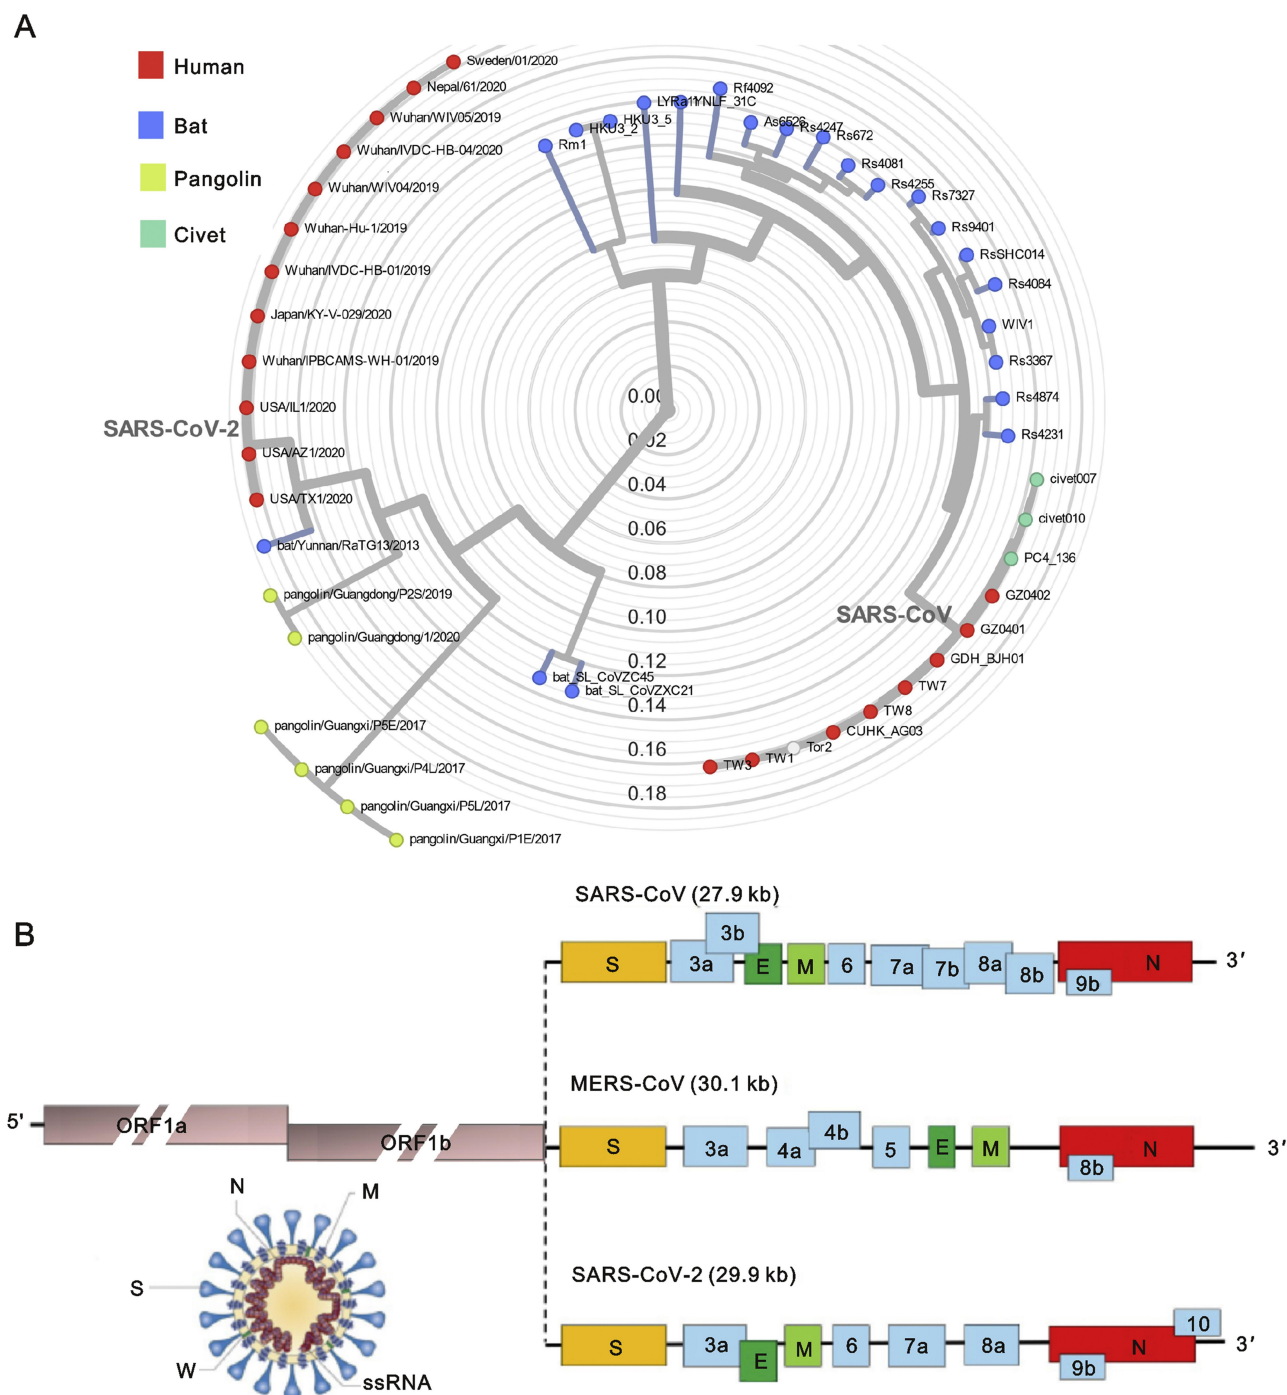 A
Human
Bat
Pangolin
Civet
Sweden/01/2020
Nepal/61/2020
Wuhan/WIV05/2019
Wuhan/IVDC-HB-04/2020
Wuhan/WIV04/2019
Wuhan-Hu-1/2019
Wuhan/IVDC-HB-01/2019
Japan/KY-V-029/2020
Wuhan/IPBCAMS-WH-01/2019
USA/IL1/2020
SARS-CoV-2
USA/AZ1/2020
USA/TX1/2020
bat/Yunnan/RaTG13/2013
pangolin/Guangdong/P2S/2019
pangolin/Guangdong/1/2020
pangolin/Guangxi/P5E/2017
pangolin/Guangxi/P4L/2017
pangolin/Guangxi/P5L/2017
pangolin/Guangxi/P1E/2017
bat_SL_CoVZC45
bat_SL_CoVZXC21
Rm1
HKU3_2
HKU3_5
LYRa11
YNLF_31C
Rf4092
As6526
Rs4247
Rs672
Rs4081
Rs4255
Rs7327
Rs9401
RsSHC014
Rs4084
WIV1
Rs3367
Rs4874
Rs4231
civet007
civet010
PC4_136
GZ0402
SARS-CoV
GZ0401
GDH_BJH01
TW7
TW8
CUHK_AG03
Tor2
TW1
TW3
0.00
0.02
0.04
0.06
0.08
0.10
0.12
0.14
0.16
0.18
B
SARS-CoV (27.9 kb)
S 3a 3b E M 6 7a 7b 8a 8b 9b N 3′
MERS-CoV (30.1 kb)
5' ORF1a ORF1b
S 3a 4a 4b 5 E M 8b N 3′
SARS-CoV-2 (29.9 kb)
S 3a E M 6 7a 8a 9b N 10 3′
N
M
S
W
ssRNA